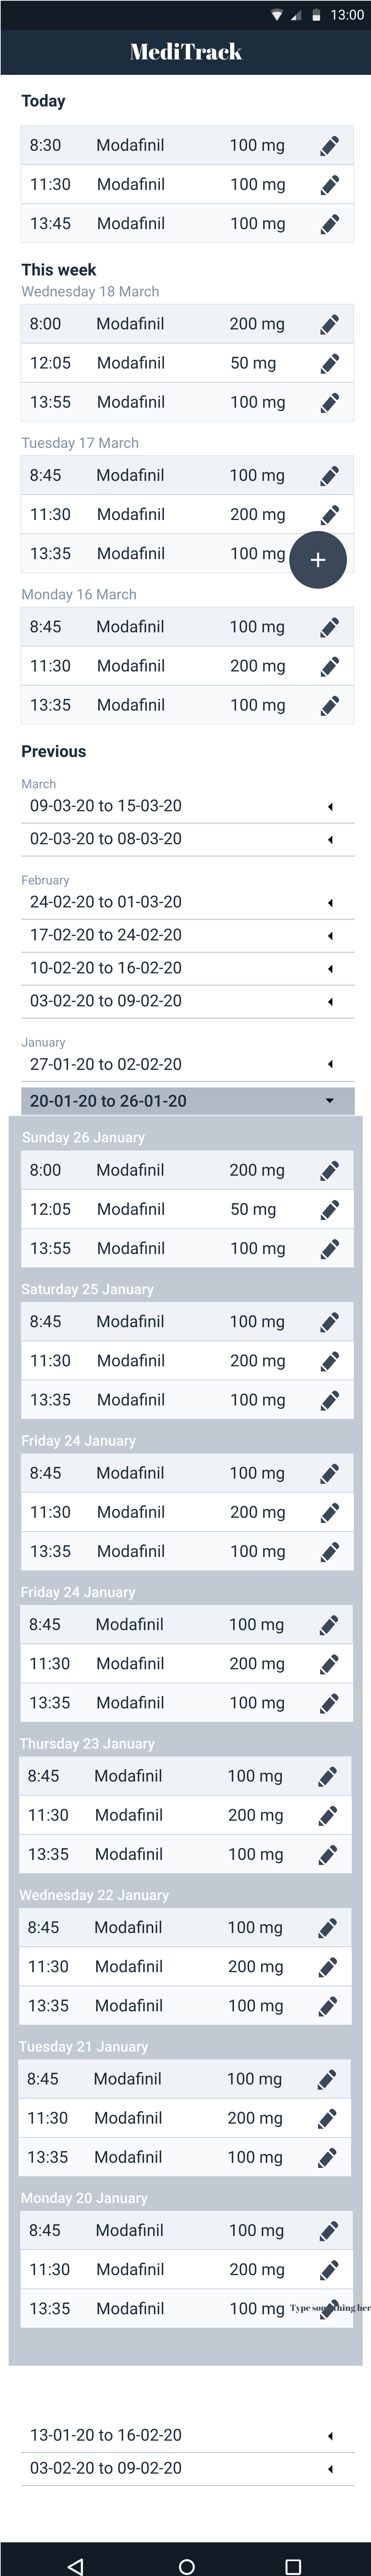 13:00
MediTrack
Today
8:30 Modafinil 100 mg
11:30 Modafinil 100 mg
13:45 Modafinil 100 mg
This week
Wednesday 18 March
8:00 Modafinil 200 mg
12:05 Modafinil 50 mg
13:55 Modafinil 100 mg
Tuesday 17 March
8:45 Modafinil 100 mg
11:30 Modafinil 200 mg
13:35 Modafinil 100 mg
+
Monday 16 March
8:45 Modafinil 100 mg
11:30 Modafinil 200 mg
13:35 Modafinil 100 mg
Previous
March
09-03-20 to 15-03-20
02-03-20 to 08-03-20
February
24-02-20 to 01-03-20
17-02-20 to 24-02-20
10-02-20 to 16-02-20
03-02-20 to 09-02-20
January
27-01-20 to 02-02-20
20-01-20 to 26-01-20
Sunday 26 January
8:00 Modafinil 200 mg
12:05 Modafinil 50 mg
13:55 Modafinil 100 mg
Saturday 25 January
8:45 Modafinil 100 mg
11:30 Modafinil 200 mg
13:35 Modafinil 100 mg
Friday 24 January
8:45 Modafinil 100 mg
11:30 Modafinil 200 mg
13:35 Modafinil 100 mg
Friday 24 January
8:45 Modafinil 100 mg
11:30 Modafinil 200 mg
13:35 Modafinil 100 mg
Thursday 23 January
8:45 Modafinil 100 mg
11:30 Modafinil 200 mg
13:35 Modafinil 100 mg
Wednesday 22 January
8:45 Modafinil 100 mg
11:30 Modafinil 200 mg
13:35 Modafinil 100 mg
Tuesday 21 January
8:45 Modafinil 100 mg
11:30 Modafinil 200 mg
13:35 Modafinil 100 mg
Monday 20 January
8:45 Modafinil 100 mg
11:30 Modafinil 200 mg
13:35 Modafinil 100 mg Type something her
13-01-20 to 16-02-20
03-02-20 to 09-02-20